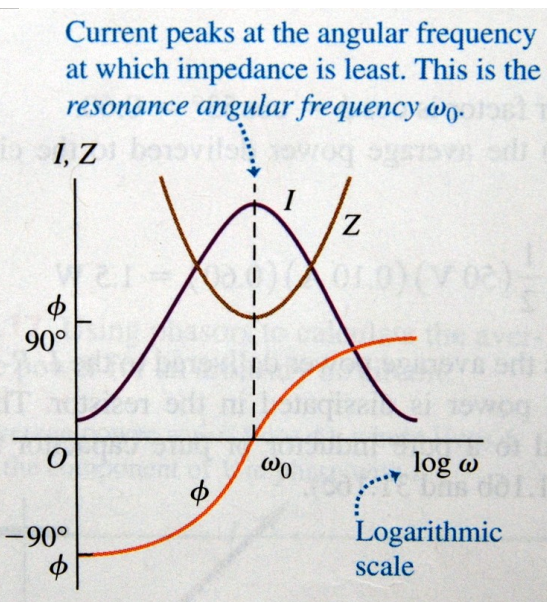 Current peaks at the angular frequency
at which impedance is least. This is the
resonance angular frequency ω₀.
I, Z
I
Z
ϕ
90°
O
ω₀
log ω
ϕ
−90°
ϕ
Logarithmic
scale